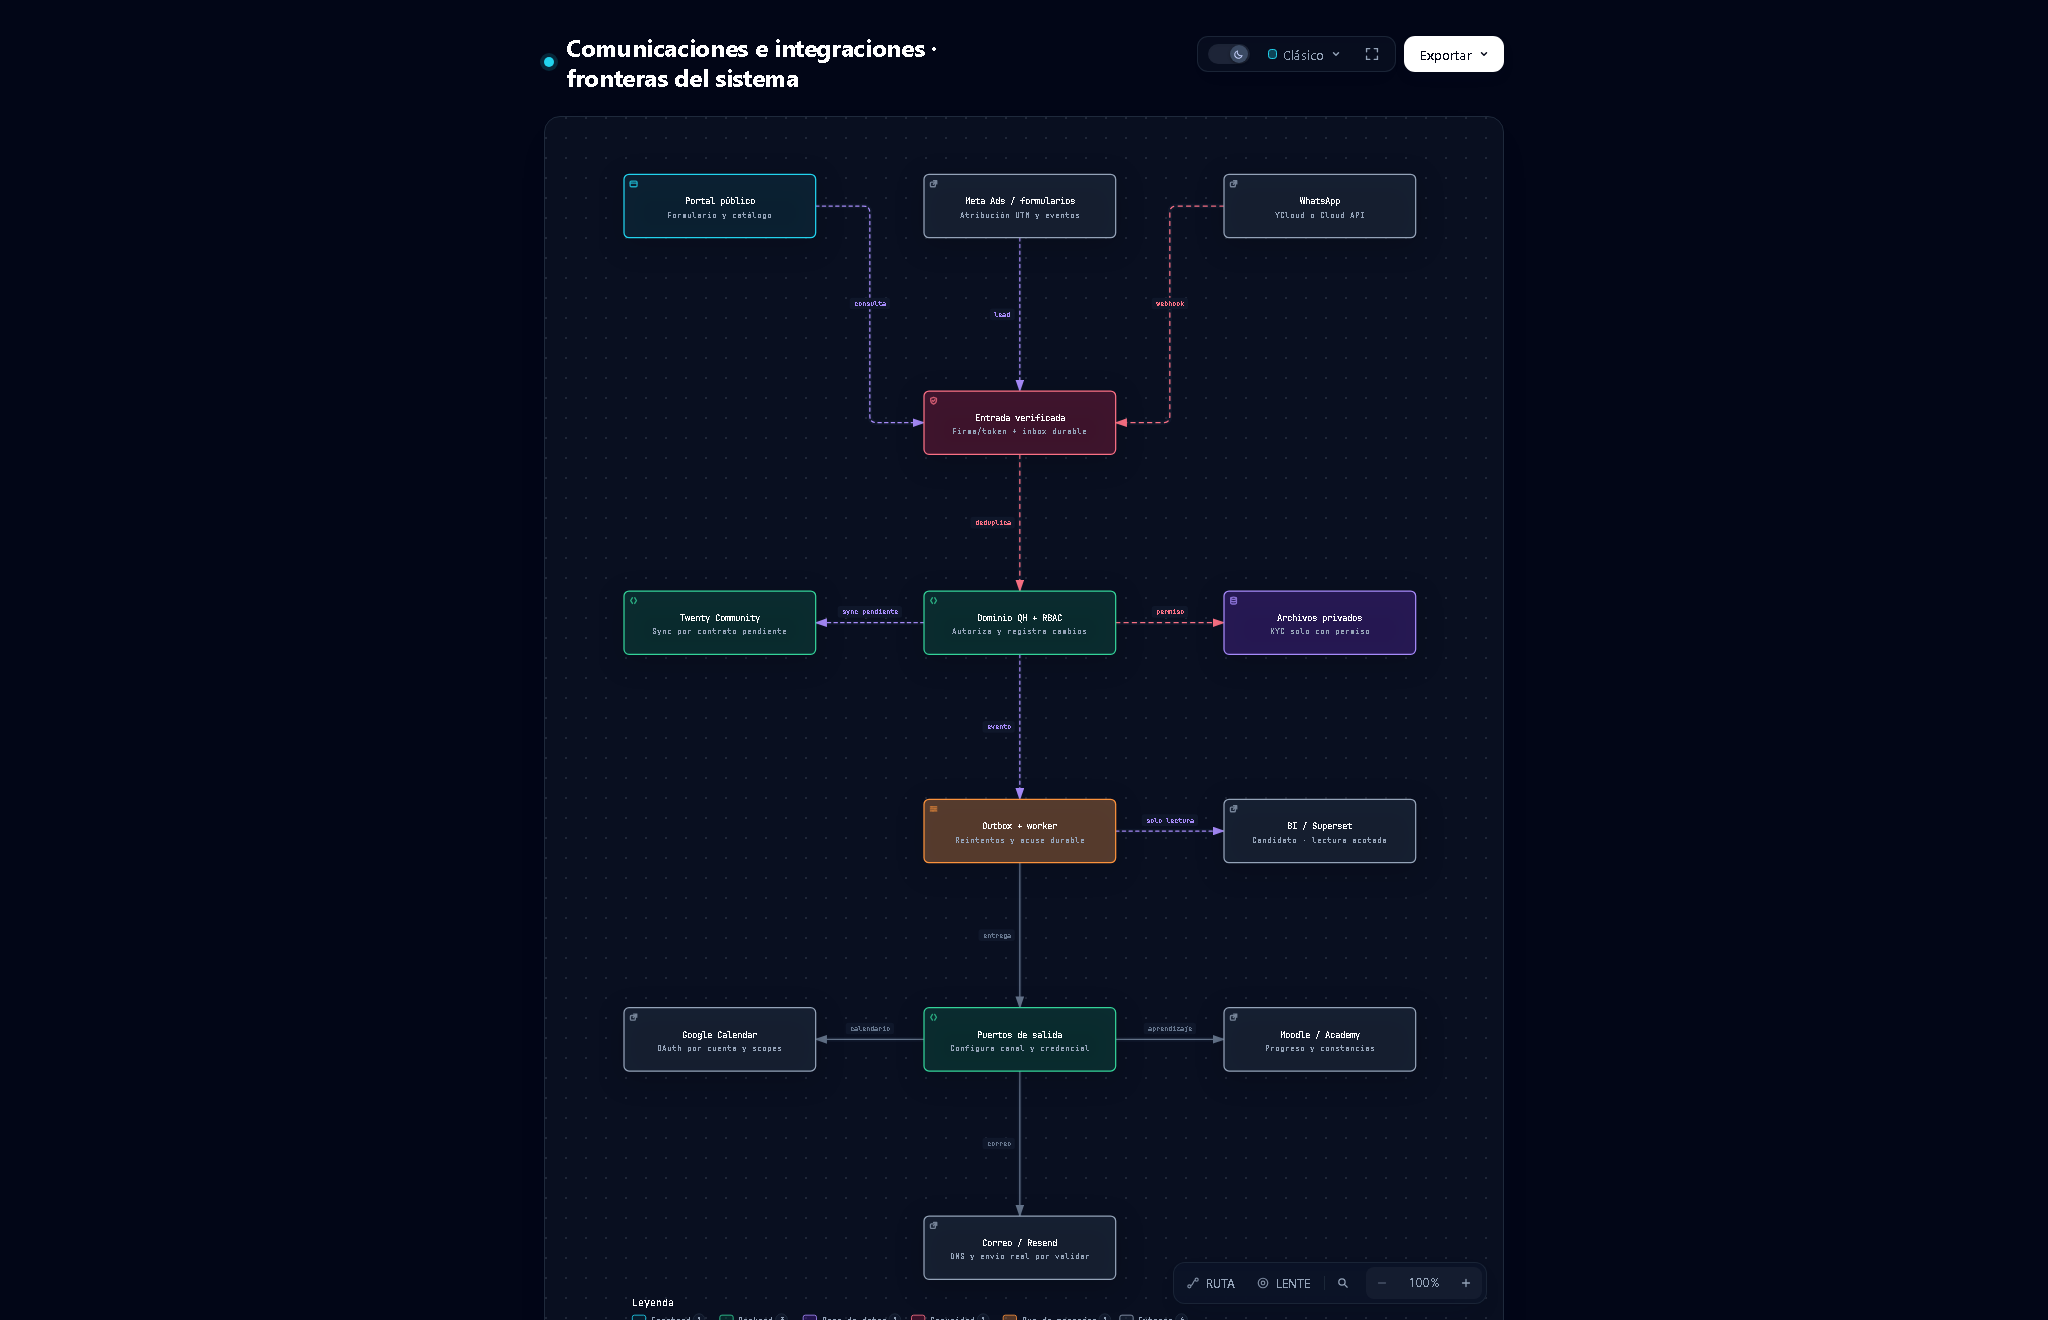 Comunicaciones e integraciones ·
fronteras del sistema
Clásico
Exportar
Portal público
Formulario y catálogo
Meta Ads / formularios
Atribución UTM y eventos
WhatsApp
YCloud o Cloud API
consulta
webhook
lead
Entrada verificada
Firma/token + inbox durable
deduplica
Twenty Community
Sync por contrato pendiente
sync pendiente
Dominio QH + RBAC
Autoriza y registra cambios
permiso
Archivos privados
KYC solo con permiso
evento
Outbox + worker
Reintentos y acuse durable
solo lectura
BI / Superset
Candidato · lectura acotada
entrega
Google Calendar
OAuth por cuenta y scopes
calendario
Puertos de salida
Configura canal y credencial
aprendizaje
Moodle / Academy
Progreso y constancias
correo
Correo / Resend
DNS y envío real por validar
RUTA
LENTE
100%
Leyenda